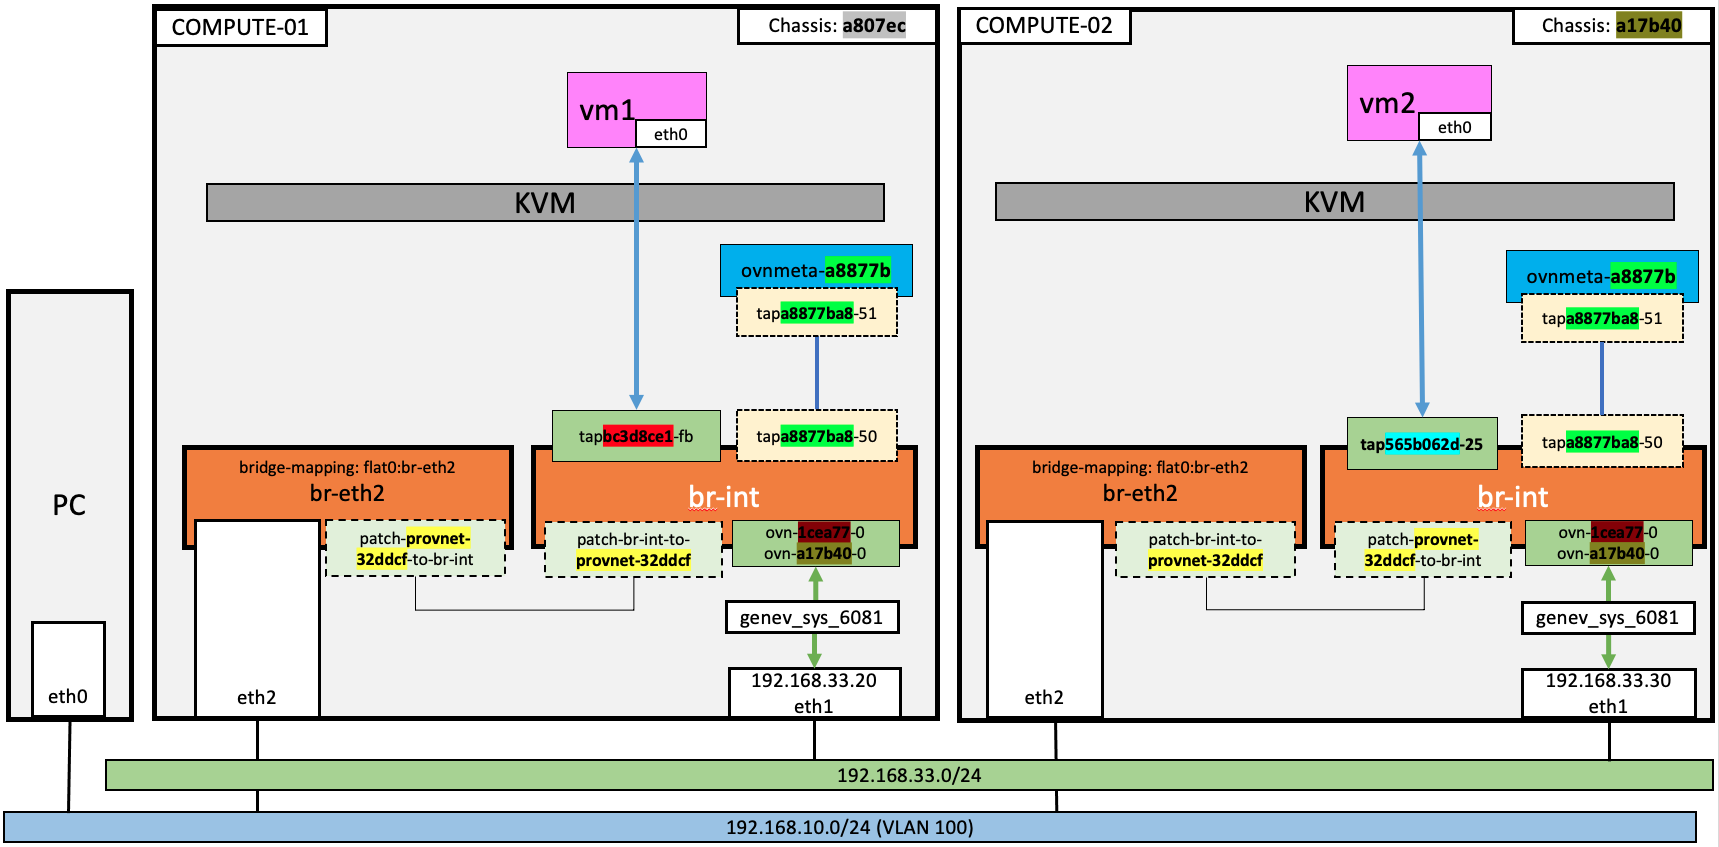 COMPUTE-01
Chassis: a807ec
vm1
eth0
KVM
ovnmeta-a8877b
tapa8877ba8-51
tapbc3d8ce1-fb
tapa8877ba8-50
bridge-mapping: flat0:br-eth2
br-eth2
br-int
patch-provnet-
32ddcf-to-br-int
patch-br-int-to-
provnet-32ddcf
ovn-1cea77-0
ovn-a17b40-0
genev_sys_6081
eth2
192.168.33.20
eth1
COMPUTE-02
Chassis: a17b40
vm2
eth0
KVM
ovnmeta-a8877b
tapa8877ba8-51
tap565b062d-25
tapa8877ba8-50
bridge-mapping: flat0:br-eth2
br-eth2
br-int
patch-br-int-to-
provnet-32ddcf
patch-provnet-
32ddcf-to-br-int
ovn-1cea77-0
ovn-a17b40-0
genev_sys_6081
eth2
192.168.33.30
eth1
PC
eth0
192.168.33.0/24
192.168.10.0/24 (VLAN 100)